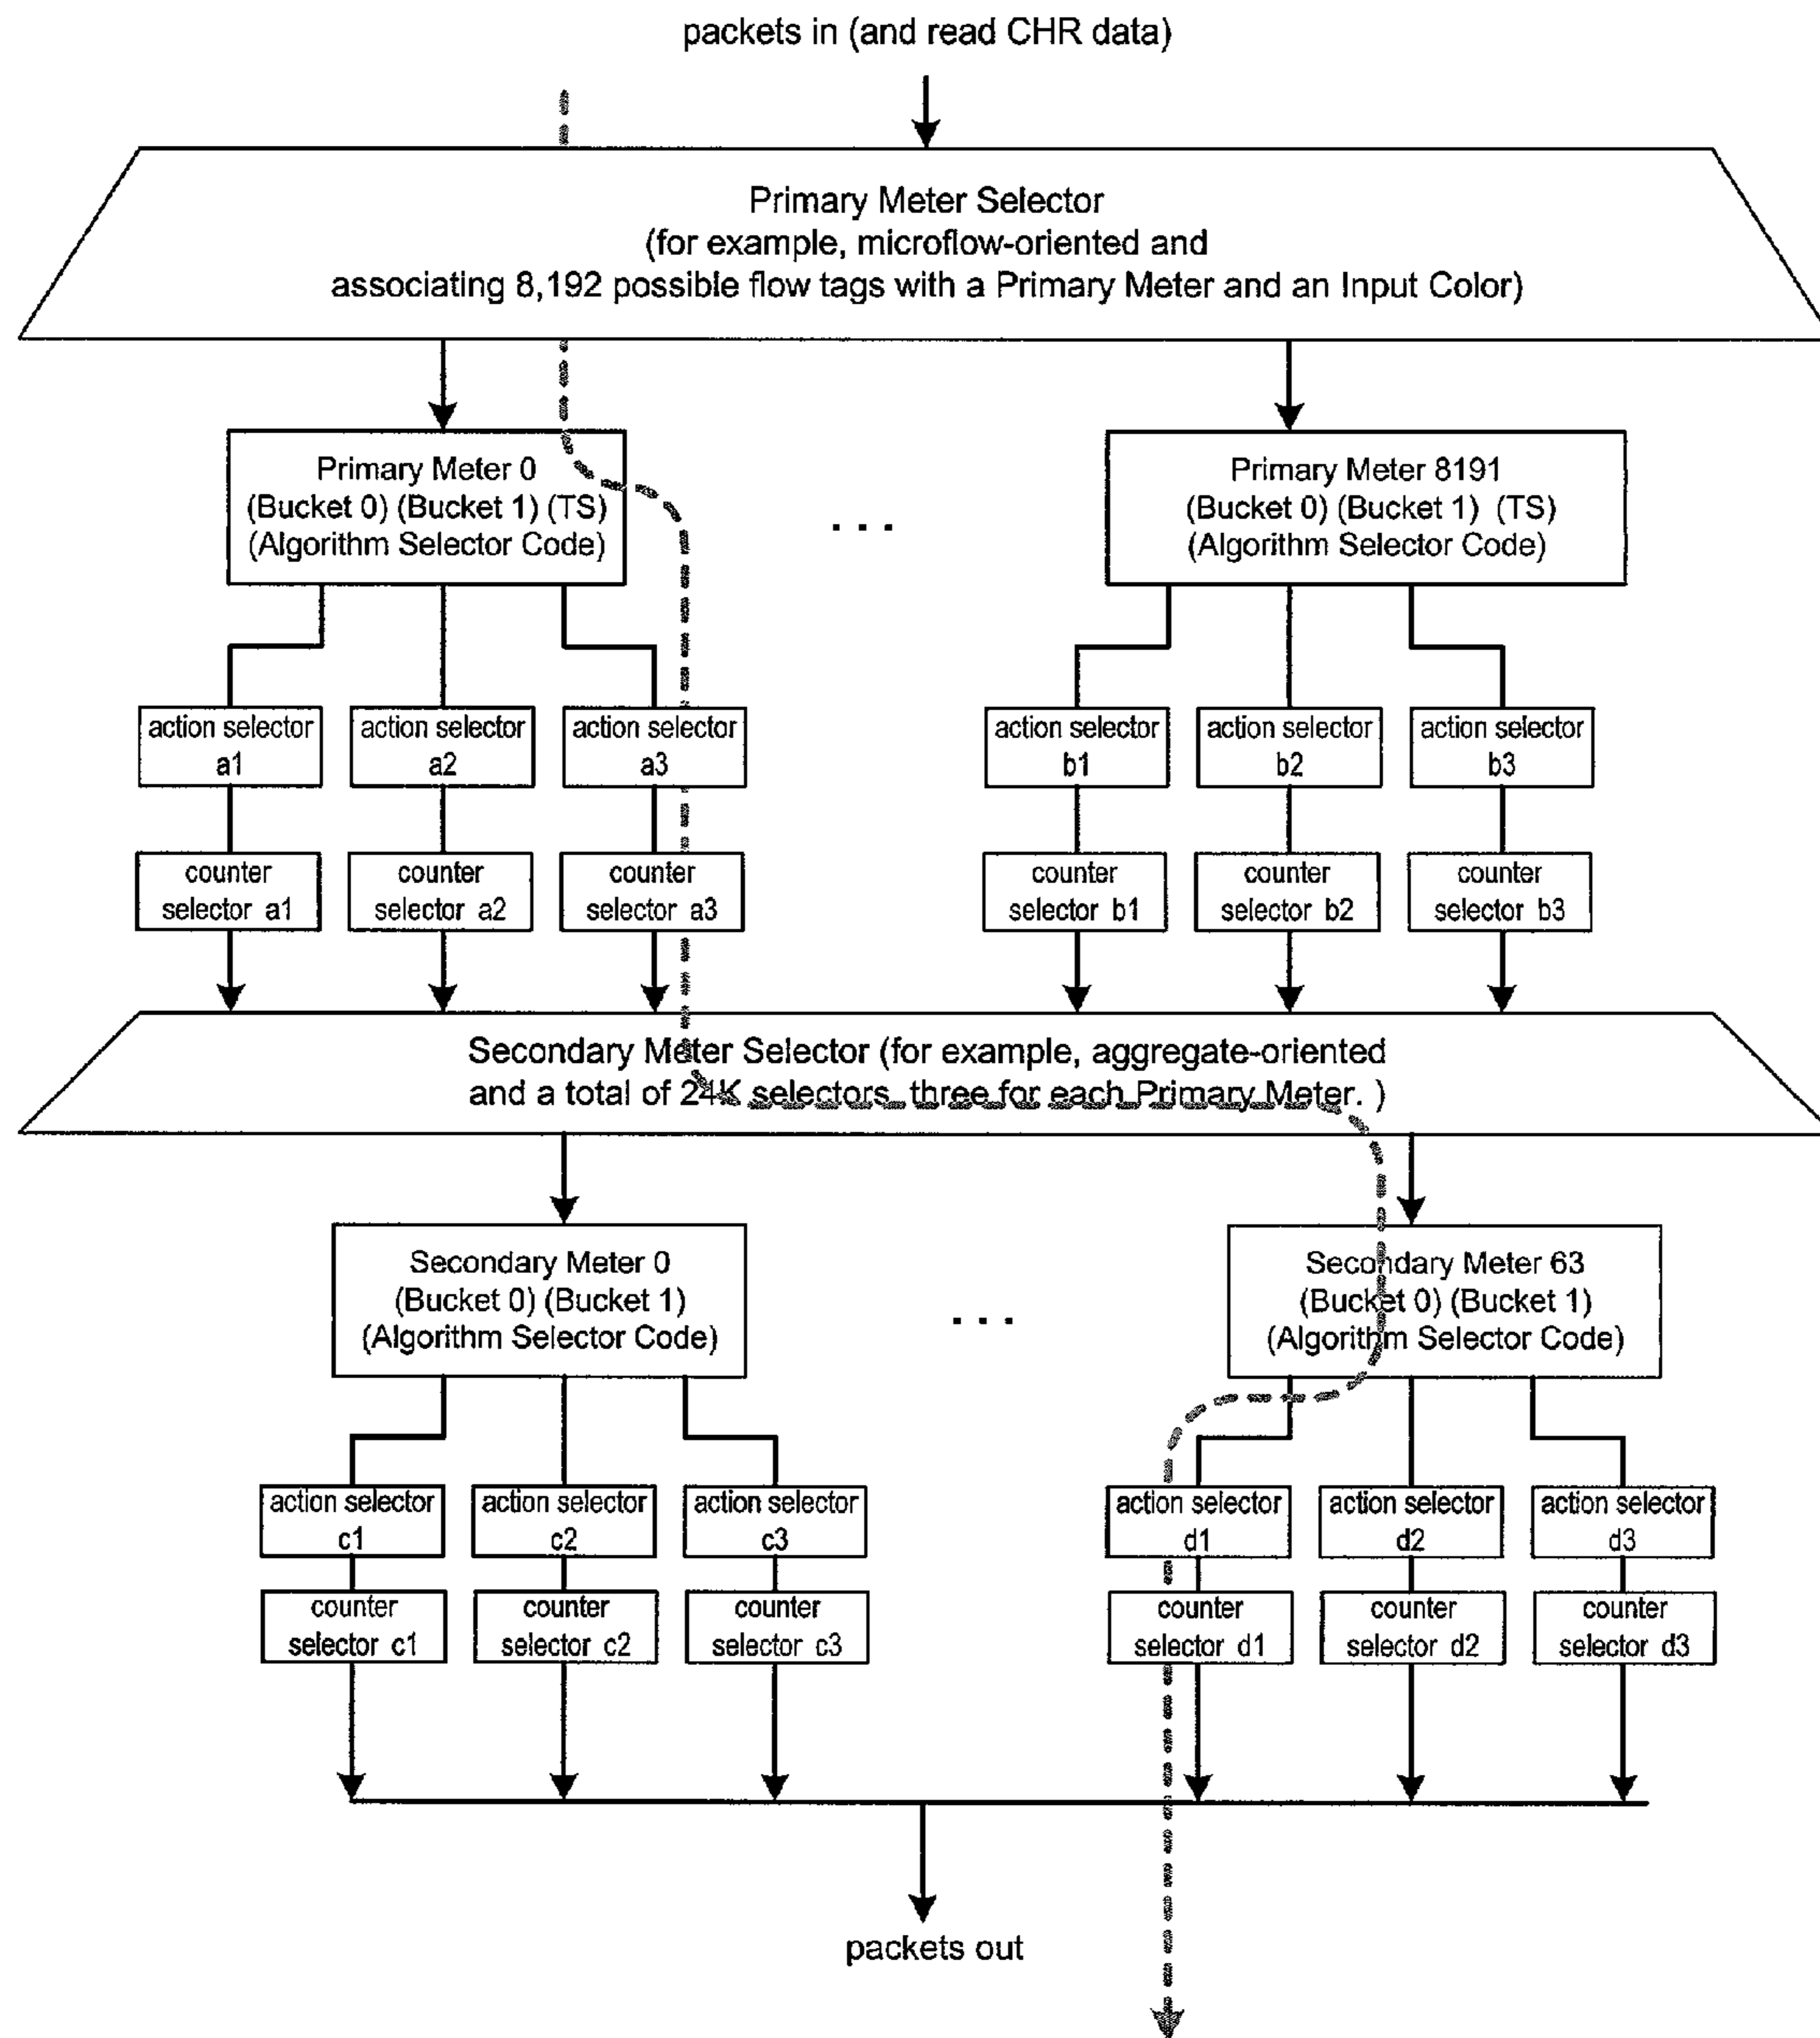 packets in (and read CHR data)
Primary Meter Selector
(for example, microflow-oriented and
associating 8,192 possible flow tags with a Primary Meter and an Input Color)
Primary Meter 0
(Bucket 0) (Bucket 1) (TS)
(Algorithm Selector Code)
. . .
Primary Meter 8191
(Bucket 0) (Bucket 1) (TS)
(Algorithm Selector Code)
action selector
a1
action selector
a2
action selector
a3
action selector
b1
action selector
b2
action selector
b3
counter
selector a1
counter
selector a2
counter
selector a3
counter
selector b1
counter
selector b2
counter
selector b3
Secondary Meter Selector (for example, aggregate-oriented
and a total of 24K selectors three for each Primary Meter. )
Secondary Meter 0
(Bucket 0) (Bucket 1)
(Algorithm Selector Code)
. . .
Secondary Meter 63
(Bucket 0) (Bucket 1)
(Algorithm Selector Code)
action selector
c1
action selector
c2
action selector
c3
action selector
d1
action selector
d2
action selector
d3
counter
selector c1
counter
selector c2
counter
selector c3
counter
selector d1
counter
selector d2
counter
selector d3
packets out